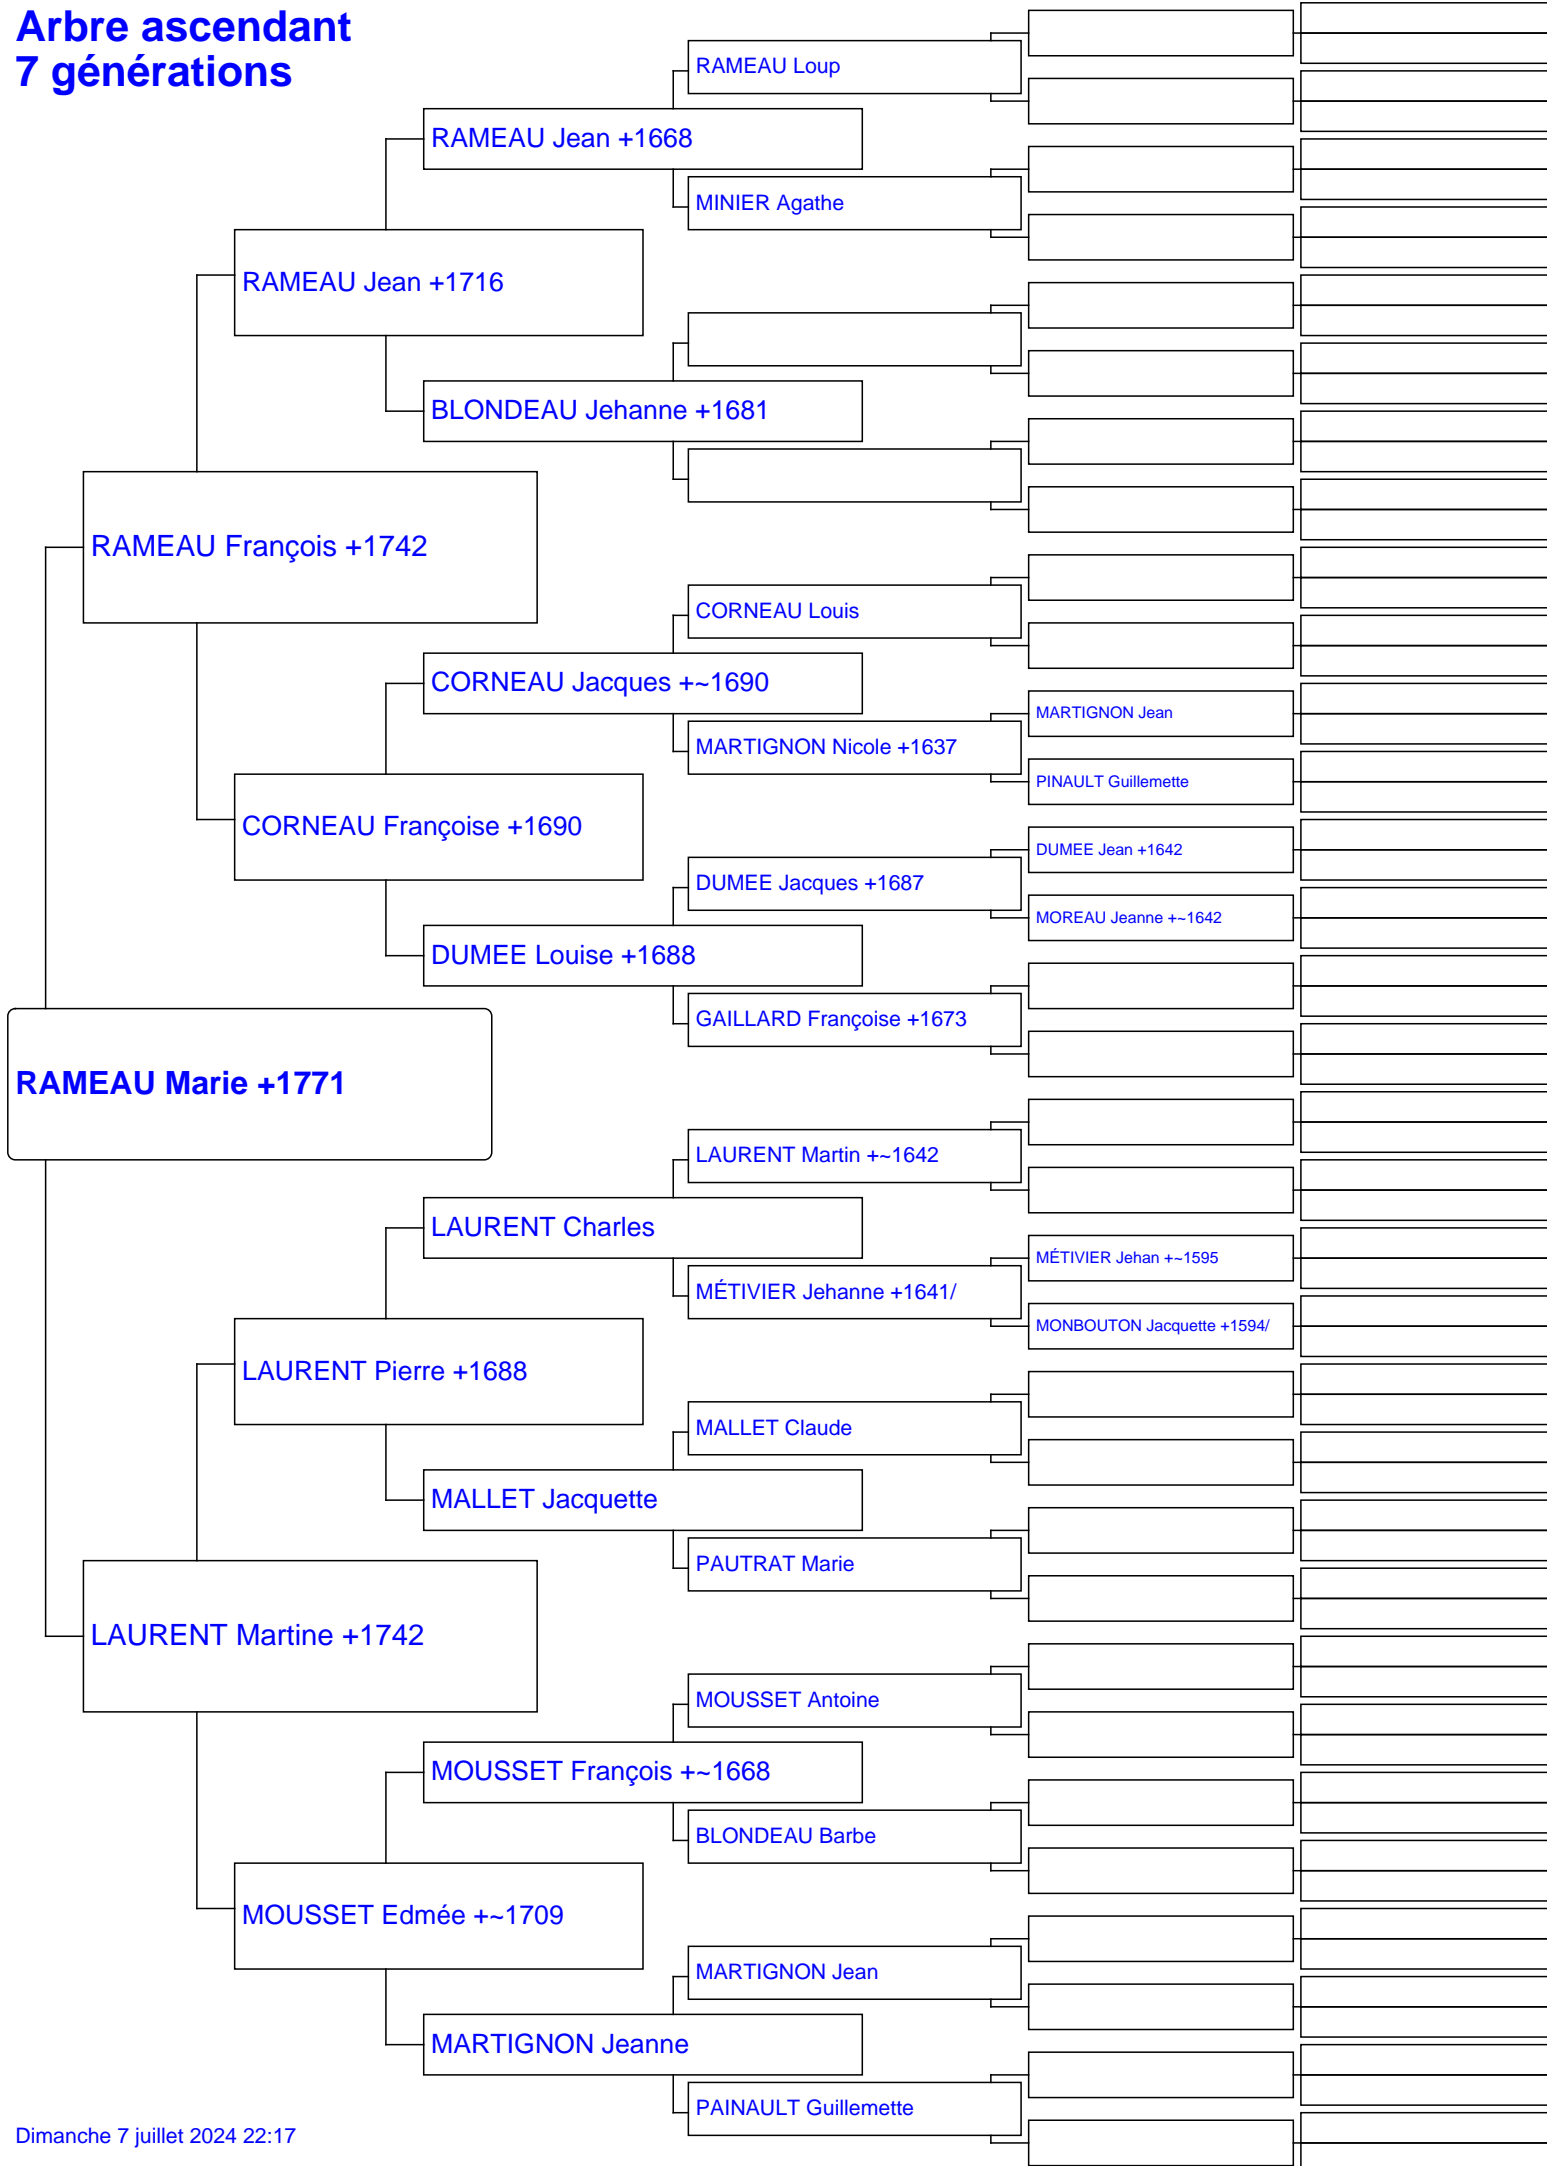 Arbre ascendant
7 générations
RAMEAU Loup
RAMEAU Jean +1668
MINIER Agathe
RAMEAU Jean +1716
BLONDEAU Jehanne +1681
RAMEAU François +1742
CORNEAU Louis
CORNEAU Jacques +~1690
MARTIGNON Jean
MARTIGNON Nicole +1637
PINAULT Guillemette
CORNEAU Françoise +1690
DUMEE Jean +1642
DUMEE Jacques +1687
MOREAU Jeanne +~1642
DUMEE Louise +1688
GAILLARD Françoise +1673
RAMEAU Marie +1771
LAURENT Martin +~1642
LAURENT Charles
MÉTIVIER Jehan +~1595
MÉTIVIER Jehanne +1641/
MONBOUTON Jacquette +1594/
LAURENT Pierre +1688
MALLET Claude
MALLET Jacquette
PAUTRAT Marie
LAURENT Martine +1742
MOUSSET Antoine
MOUSSET François +~1668
BLONDEAU Barbe
MOUSSET Edmée +~1709
MARTIGNON Jean
MARTIGNON Jeanne
PAINAULT Guillemette
Dimanche 7 juillet 2024 22:17